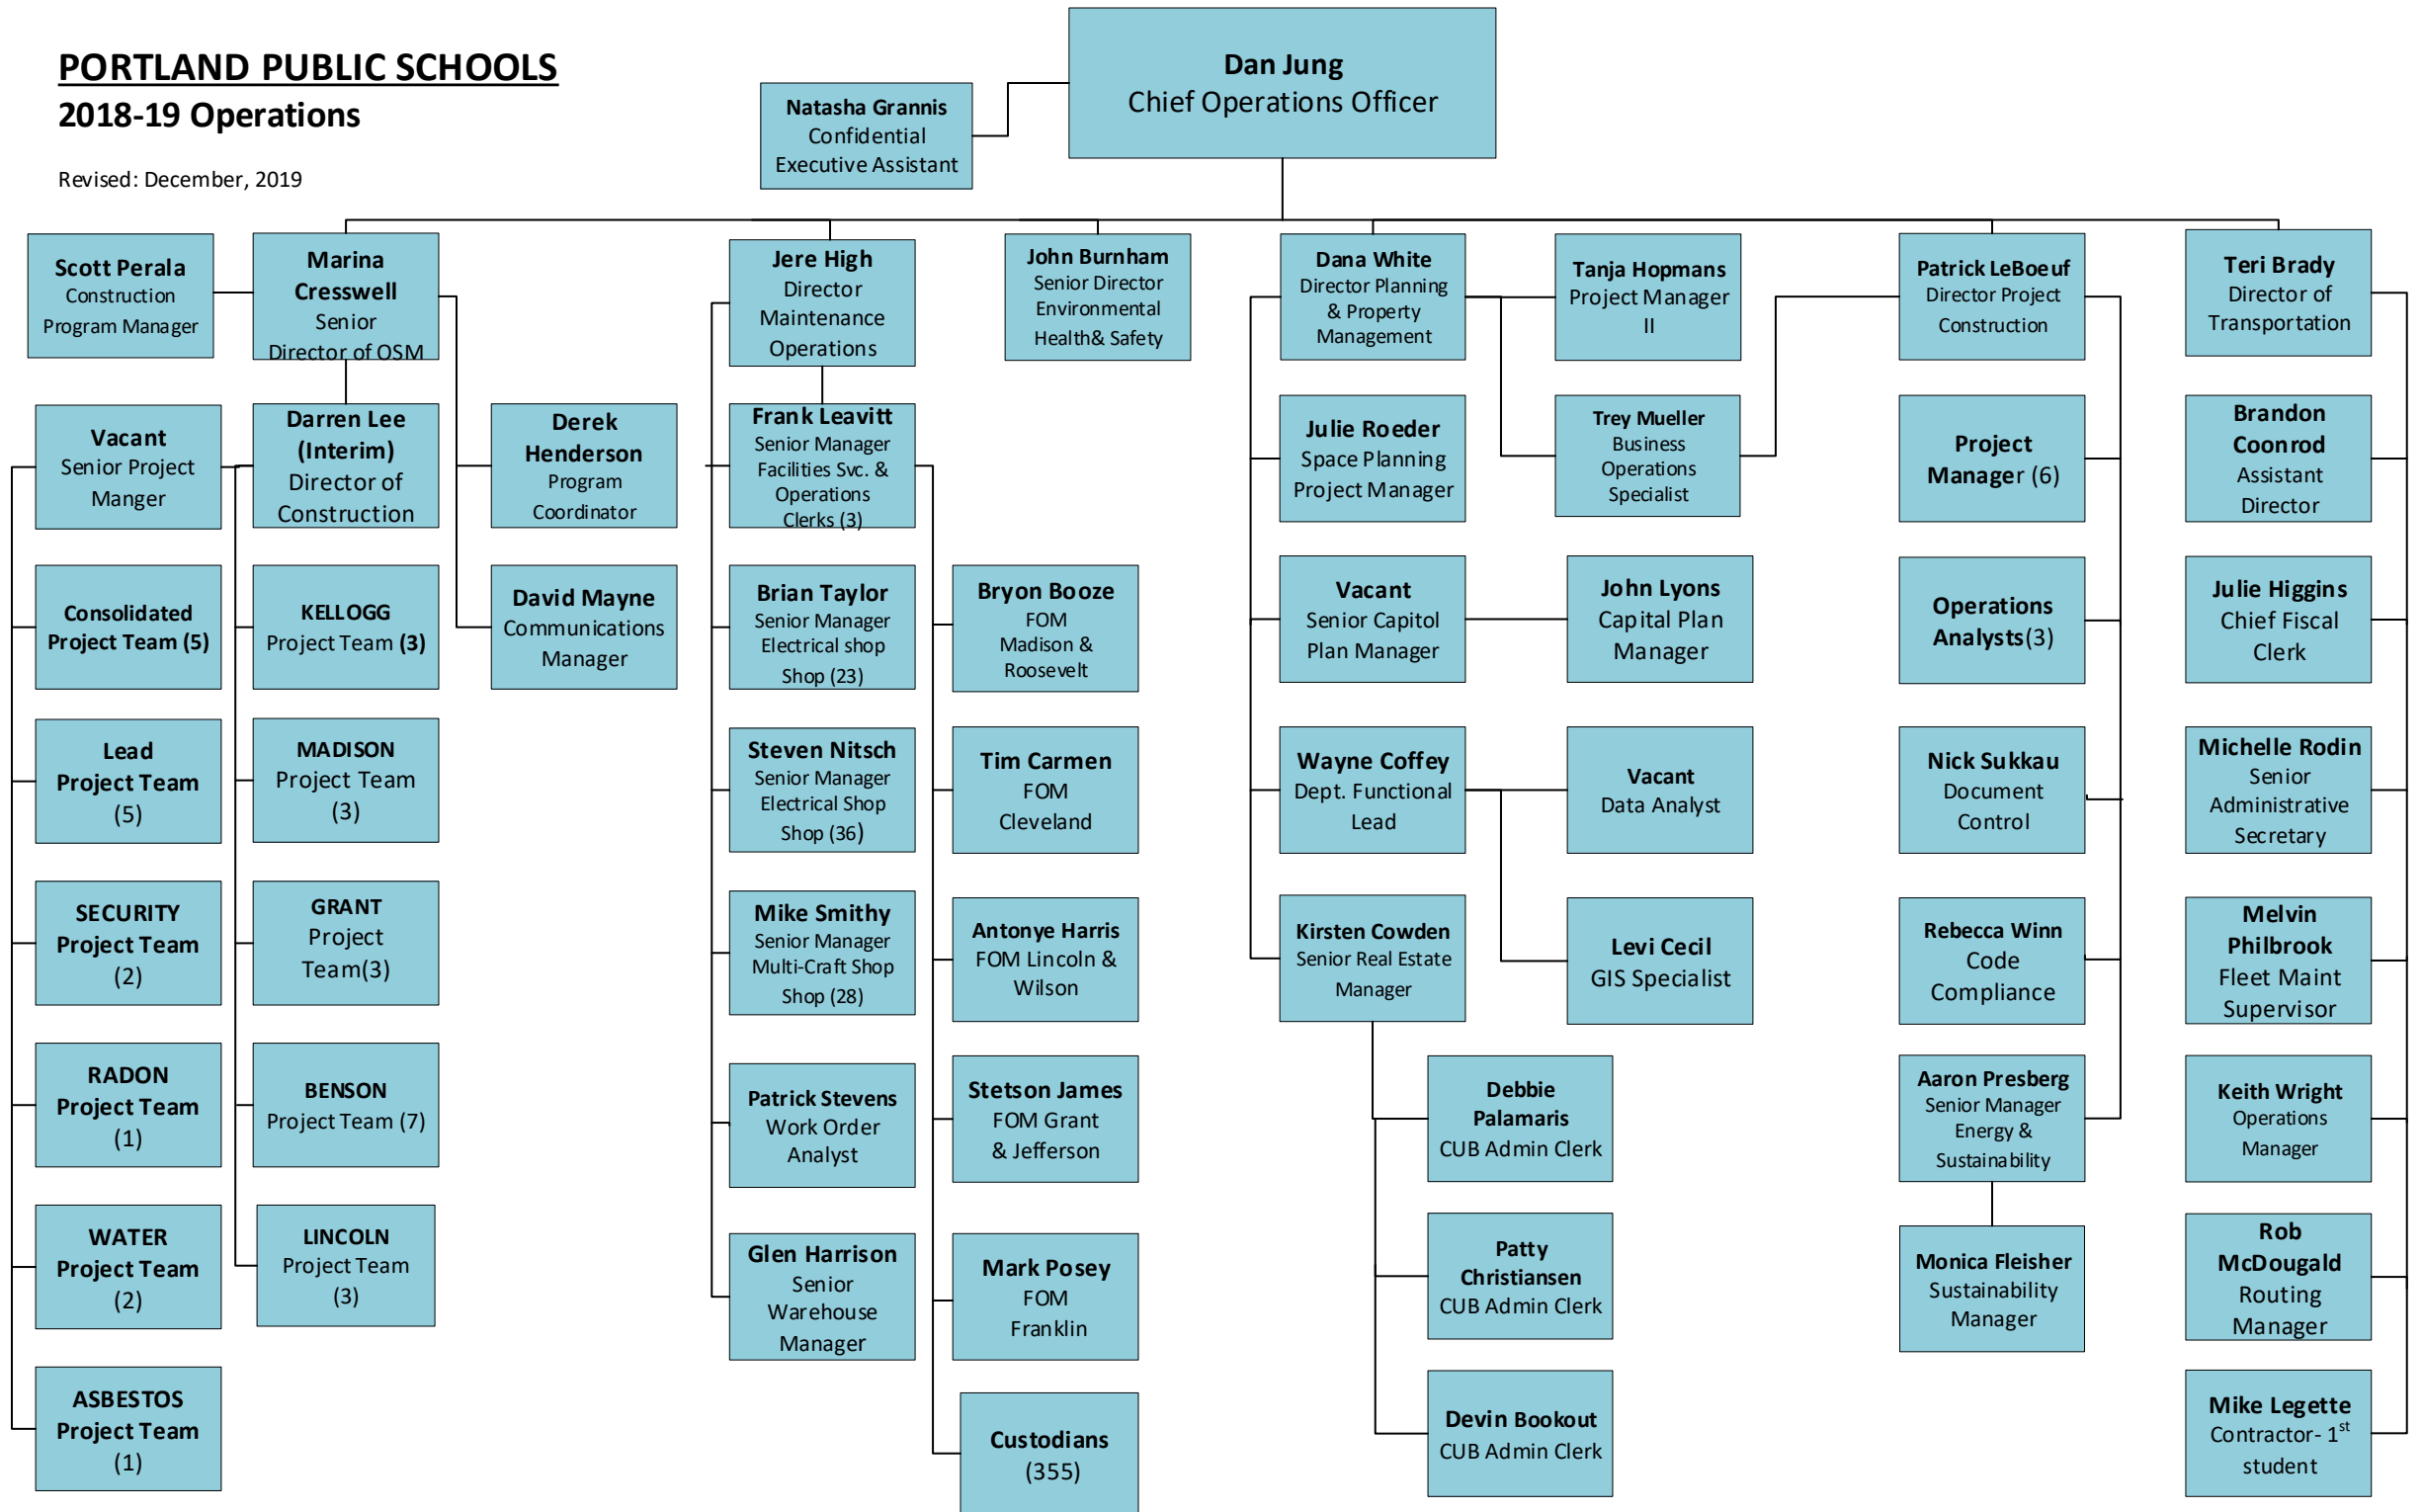 PORTLAND PUBLIC SCHOOLS
2018-19 Operations
Revised: December, 2019
Dan Jung
Chief Operations Officer
Natasha Grannis
Confidential
Executive Assistant
Scott Perala
Construction
Program Manager
Marina
Cresswell
Senior
Director of OSM
Jere High
Director
Maintenance
Operations
John Burnham
Senior Director
Environmental
Health& Safety
Dana White
Director Planning
& Property
Management
Tanja Hopmans
Project Manager
II
Patrick LeBoeuf
Director Project
Construction
Teri Brady
Director of
Transportation
Vacant
Senior Project
Manger
Darren Lee
(Interim)
Director of
Construction
Derek
Henderson
Program
Coordinator
Frank Leavitt
Senior Manager
Facilities Svc. &
Operations
Clerks (3)
Julie Roeder
Space Planning
Project Manager
Trey Mueller
Business
Operations
Specialist
Project
Manager (6)
Brandon
Coonrod
Assistant
Director
Consolidated
Project Team (5)
KELLOGG
Project Team (3)
David Mayne
Communications
Manager
Brian Taylor
Senior Manager
Electrical shop
Shop (23)
Bryon Booze
FOM
Madison &
Roosevelt
Vacant
Senior Capitol
Plan Manager
John Lyons
Capital Plan
Manager
Operations
Analysts(3)
Julie Higgins
Chief Fiscal
Clerk
Lead
Project Team
(5)
MADISON
Project Team
(3)
Steven Nitsch
Senior Manager
Electrical Shop
Shop (36)
Tim Carmen
FOM
Cleveland
Wayne Coffey
Dept. Functional
Lead
Vacant
Data Analyst
Nick Sukkau
Document
Control
Michelle Rodin
Senior
Administrative
Secretary
SECURITY
Project Team
(2)
GRANT
Project
Team(3)
Mike Smithy
Senior Manager
Multi-Craft Shop
Shop (28)
Antonye Harris
FOM Lincoln &
Wilson
Kirsten Cowden
Senior Real Estate
Manager
Levi Cecil
GIS Specialist
Rebecca Winn
Code
Compliance
Melvin
Philbrook
Fleet Maint
Supervisor
RADON
Project Team
(1)
BENSON
Project Team (7)
Patrick Stevens
Work Order
Analyst
Stetson James
FOM Grant
& Jefferson
Debbie
Palamaris
CUB Admin Clerk
Aaron Presberg
Senior Manager
Energy &
Sustainability
Keith Wright
Operations
Manager
WATER
Project Team
(2)
LINCOLN
Project Team
(3)
Glen Harrison
Senior
Warehouse
Manager
Mark Posey
FOM
Franklin
Patty
Christiansen
CUB Admin Clerk
Monica Fleisher
Sustainability
Manager
Rob
McDougald
Routing
Manager
ASBESTOS
Project Team
(1)
Custodians
(355)
Devin Bookout
CUB Admin Clerk
Mike Legette
Contractor- 1st
student